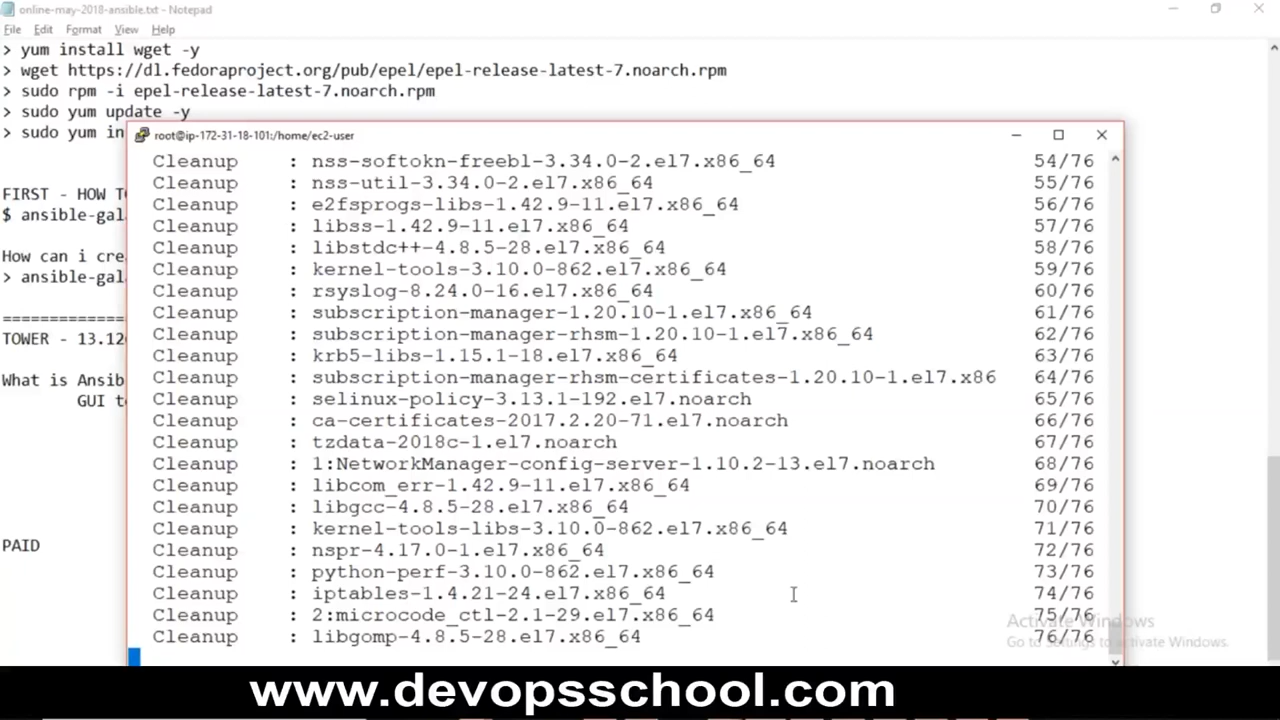 online-may-2018-ansible.txt - Notepad
File Edit Format View Help
> yum install wget -y
> wget https://dl.fedoraproject.org/pub/epel/epel-release-latest-7.noarch.rpm
> sudo rpm -i epel-release-latest-7.noarch.rpm
> sudo yum update -y
> sudo yum in
FIRST - HOW T
$ ansible-gal
How can i cre
> ansible-gal
=============
TOWER - 13.12
What is Ansib
GUI t
PAID
root@ip-172-31-18-101:/home/ec2-user
Cleanup : nss-softokn-freebl-3.34.0-2.el7.x86_64 54/76
Cleanup : nss-util-3.34.0-2.el7.x86_64 55/76
Cleanup : e2fsprogs-libs-1.42.9-11.el7.x86_64 56/76
Cleanup : libss-1.42.9-11.el7.x86_64 57/76
Cleanup : libstdc++-4.8.5-28.el7.x86_64 58/76
Cleanup : kernel-tools-3.10.0-862.el7.x86_64 59/76
Cleanup : rsyslog-8.24.0-16.el7.x86_64 60/76
Cleanup : subscription-manager-1.20.10-1.el7.x86_64 61/76
Cleanup : subscription-manager-rhsm-1.20.10-1.el7.x86_64 62/76
Cleanup : krb5-libs-1.15.1-18.el7.x86_64 63/76
Cleanup : subscription-manager-rhsm-certificates-1.20.10-1.el7.x86 64/76
Cleanup : selinux-policy-3.13.1-192.el7.noarch 65/76
Cleanup : ca-certificates-2017.2.20-71.el7.noarch 66/76
Cleanup : tzdata-2018c-1.el7.noarch 67/76
Cleanup : 1:NetworkManager-config-server-1.10.2-13.el7.noarch 68/76
Cleanup : libcom_err-1.42.9-11.el7.x86_64 69/76
Cleanup : libgcc-4.8.5-28.el7.x86_64 70/76
Cleanup : kernel-tools-libs-3.10.0-862.el7.x86_64 71/76
Cleanup : nspr-4.17.0-1.el7.x86_64 72/76
Cleanup : python-perf-3.10.0-862.el7.x86_64 73/76
Cleanup : iptables-1.4.21-24.el7.x86_64 74/76
Cleanup : 2:microcode_ctl-2.1-29.el7.x86_64 75/76
Cleanup : libgomp-4.8.5-28.el7.x86_64 76/76
Activate Windows
Go to Settings to activate Windows.
www.devopsschool.com